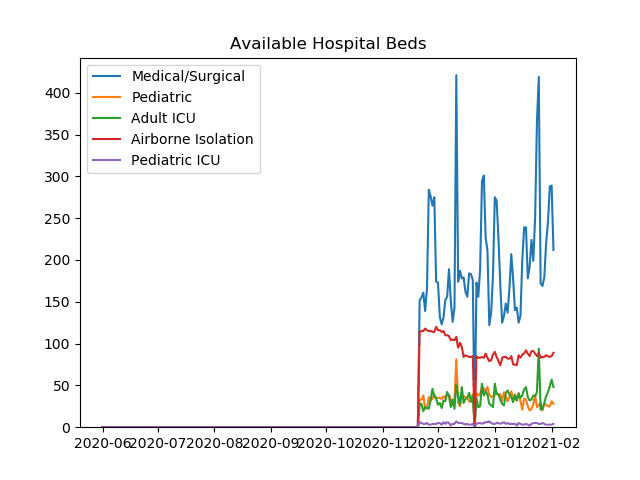 Available Hospital Beds
Medical/Surgical
Pediatric
Adult ICU
Airborne Isolation
Pediatric ICU
400
350
300
250
200
150
100
50
0
2020-06 2020-07 2020-08 2020-09 2020-10 2020-11 2020-12 2021-01 2021-02